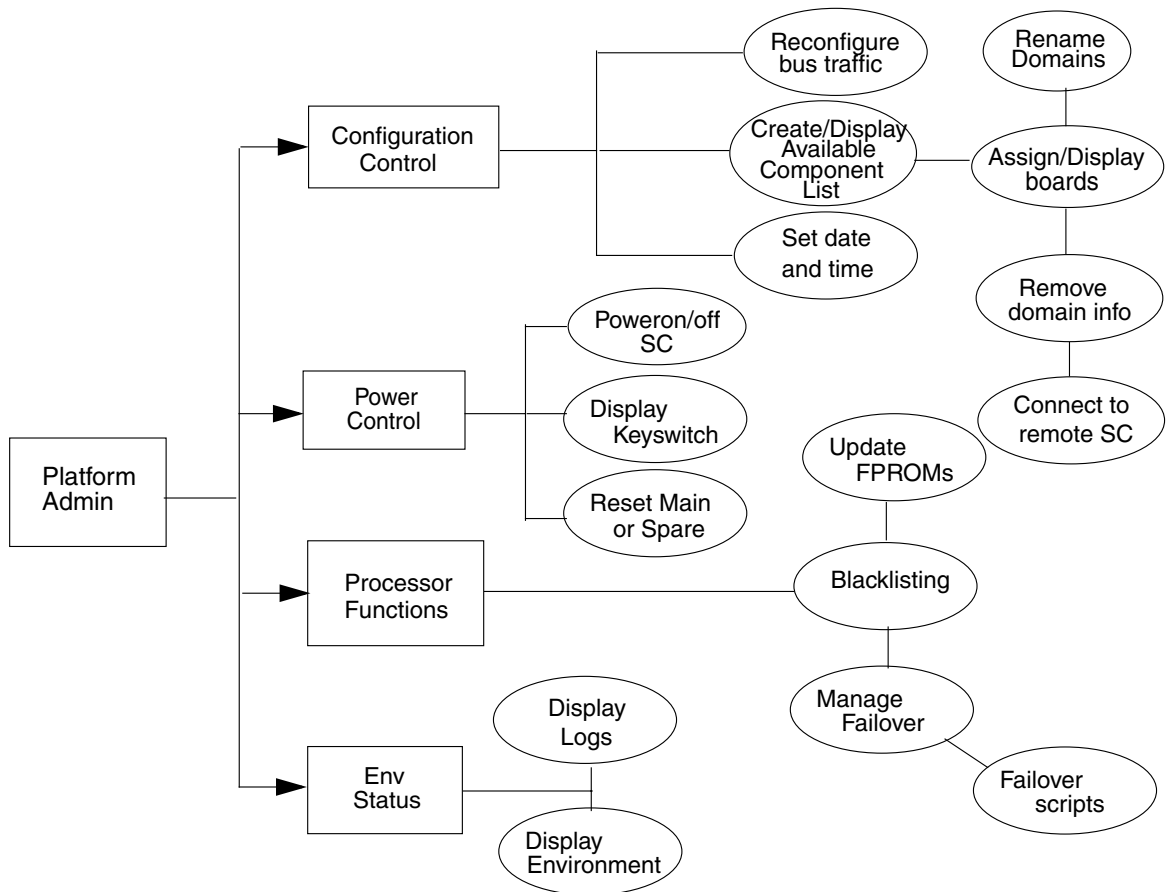 Reconfigure
bus traffic
Rename
Domains
Configuration
Control
Create/Display
Available
Component
List
Assign/Display
boards
Set date
and time
Remove
domain info
Poweron/off
SC
Power
Control
Display
Keyswitch
Connect to
remote SC
Update
FPROMs
Platform
Admin
Reset Main
or Spare
Processor
Functions
Blacklisting
Manage
Failover
Display
Logs
Env
Status
Failover
scripts
Display
Environment